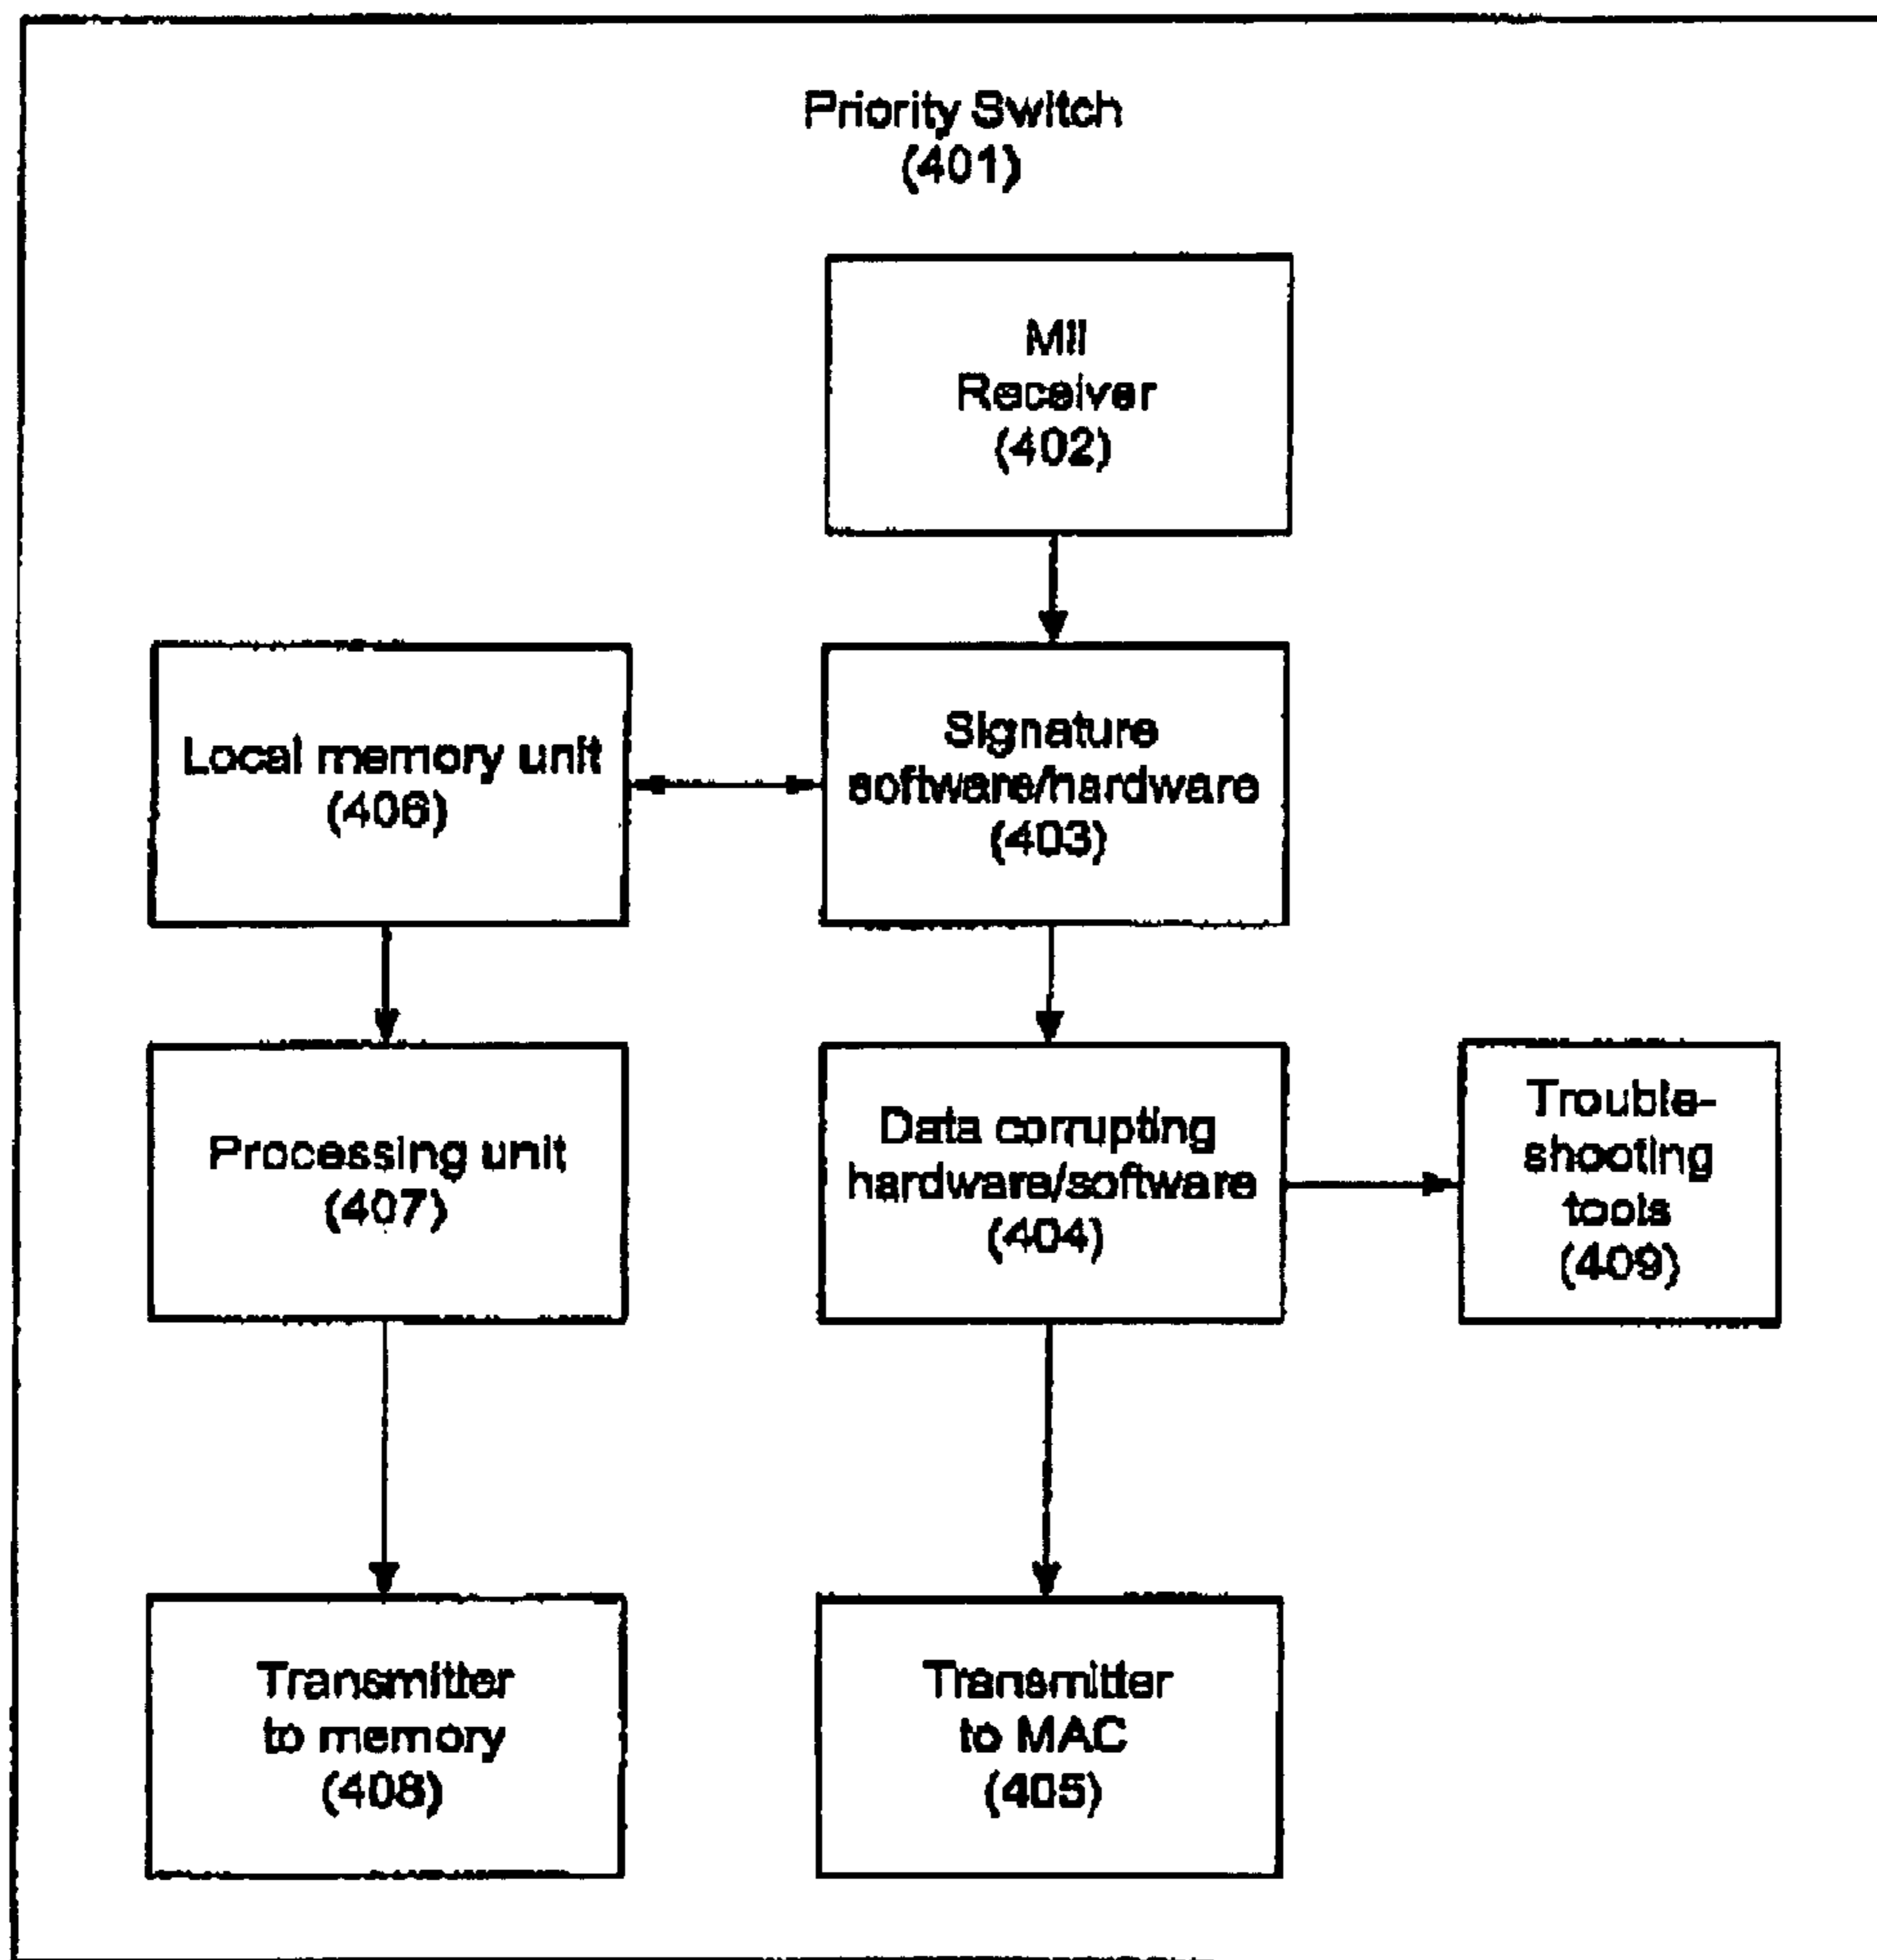 Priority Switch
(401)
MII
Receiver
(402)
Local memory unit
(406)
Signature
software/hardware
(403)
Processing unit
(407)
Data corrupting
hardware/software
(404)
Trouble-
shooting
tools
(409)
Transmitter
to memory
(408)
Transmitter
to MAC
(405)